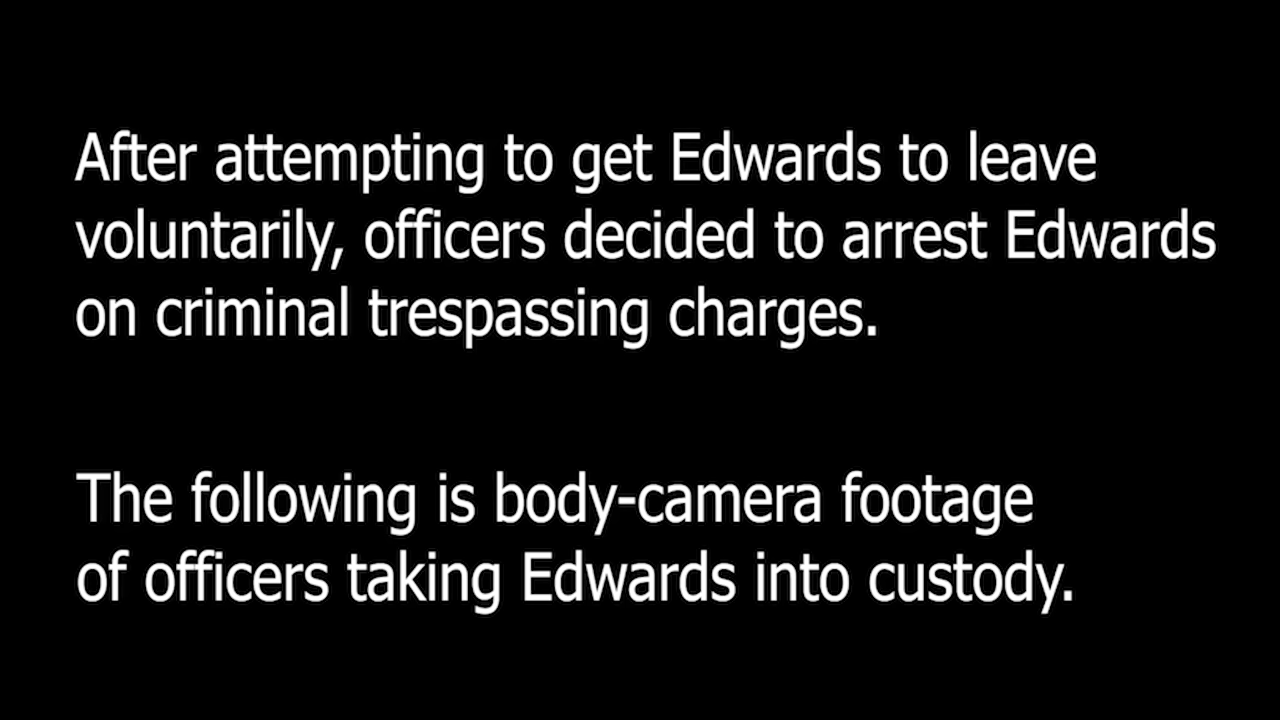 After attempting to get Edwards to leave
voluntarily, officers decided to arrest Edwards
on criminal trespassing charges.
The following is body-camera footage
of officers taking Edwards into custody.